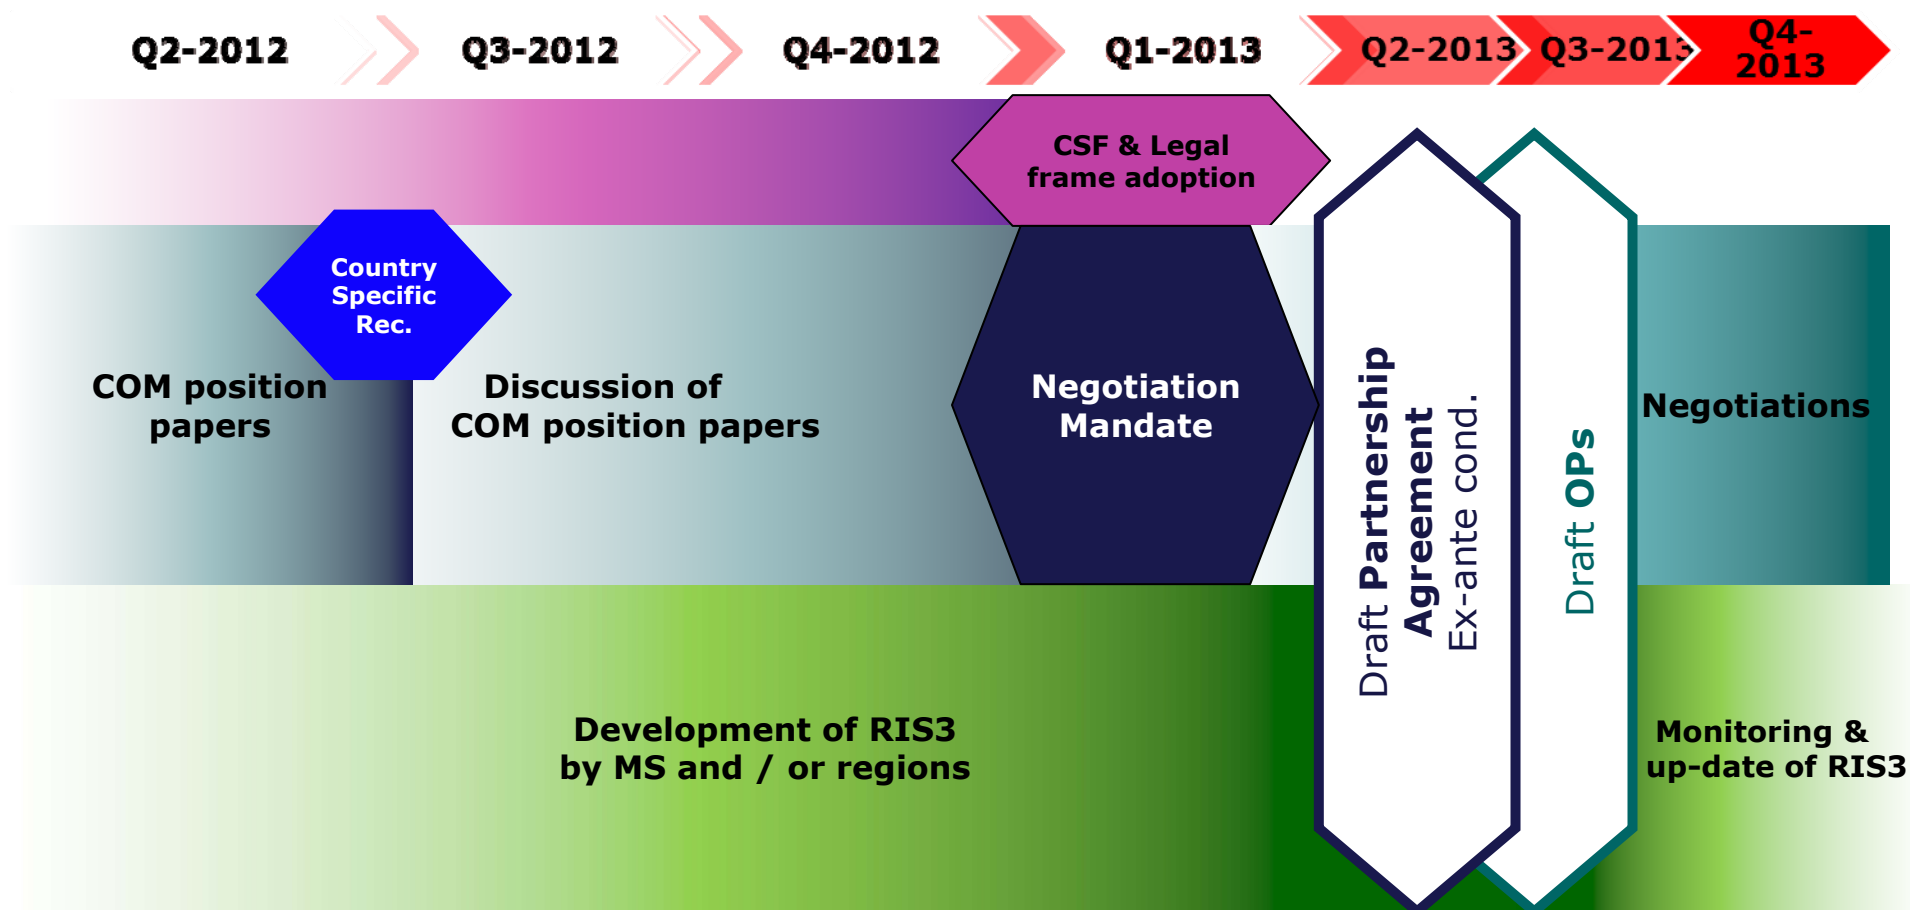 Q2-2012
Q3-2012
Q4-2012
Q1-2013
Q2-2013
Q3-2013
Q4-
2013
CSF & Legal
frame adoption
Country
Specific
Rec.
COM position
papers
Discussion of
COM position papers
Negotiation
Mandate
Draft Partnership
Agreement
Ex-ante cond.
Draft OPs
Negotiations
Development of RIS3
by MS and / or regions
Monitoring &
up-date of RIS3